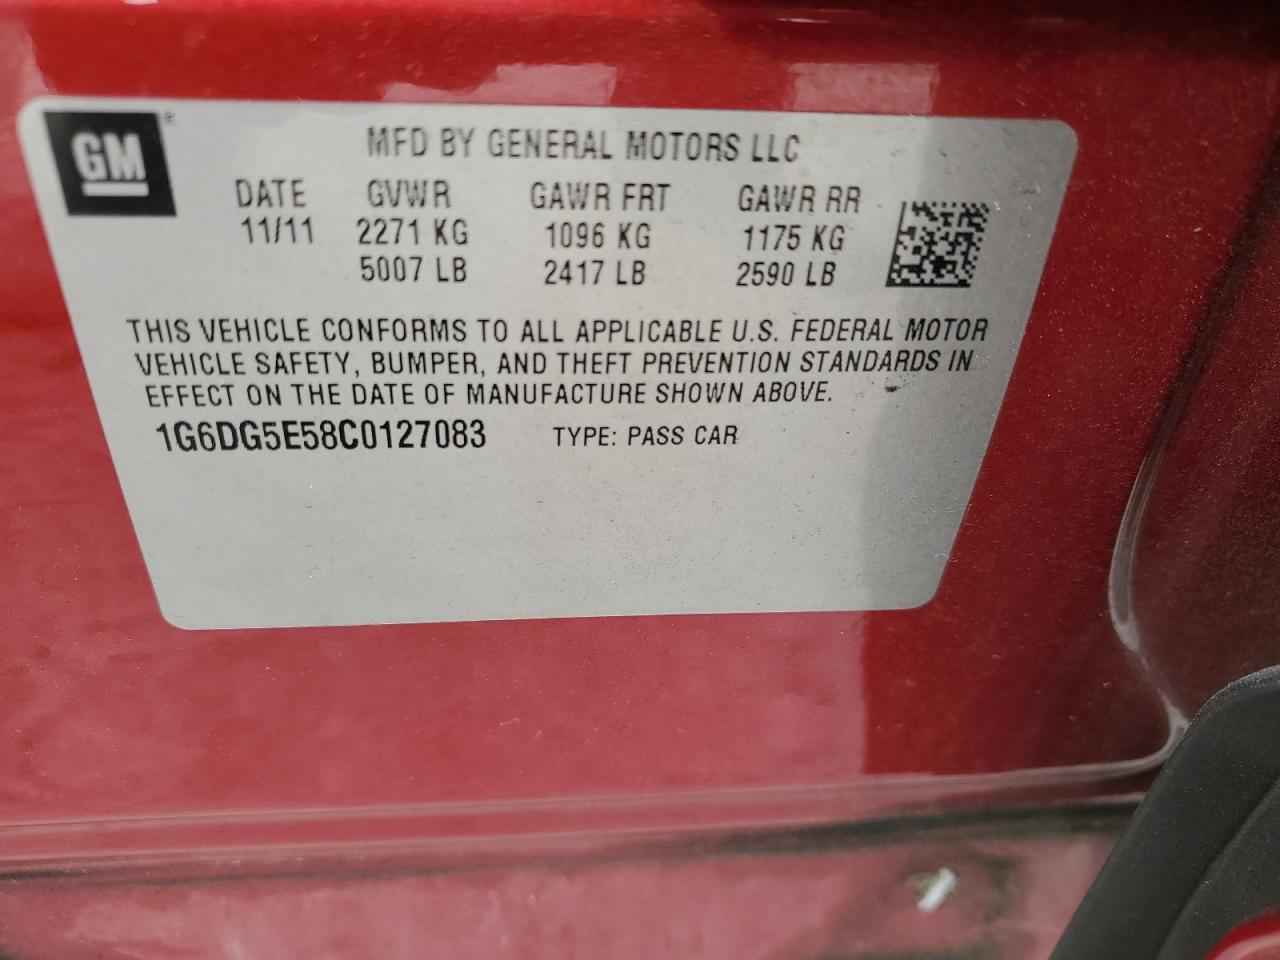 GM®
MFD BY GENERAL MOTORS LLC
DATE GVWR GAWR FRT GAWR RR
11/11 2271 KG 1096 KG 1175 KG
5007 LB 2417 LB 2590 LB
THIS VEHICLE CONFORMS TO ALL APPLICABLE U.S. FEDERAL MOTOR
VEHICLE SAFETY, BUMPER, AND THEFT PREVENTION STANDARDS IN
EFFECT ON THE DATE OF MANUFACTURE SHOWN ABOVE.
1G6DG5E58C0127083 TYPE: PASS CAR